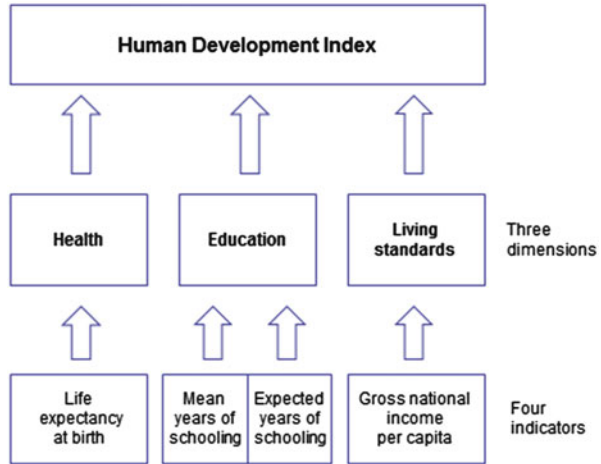 Human Development Index
Health
Education
Living
standards
Three
dimensions
Life
expectancy
at birth
Mean
years of
schooling
Expected
years of
schooling
Gross national
income
per capita
Four
indicators